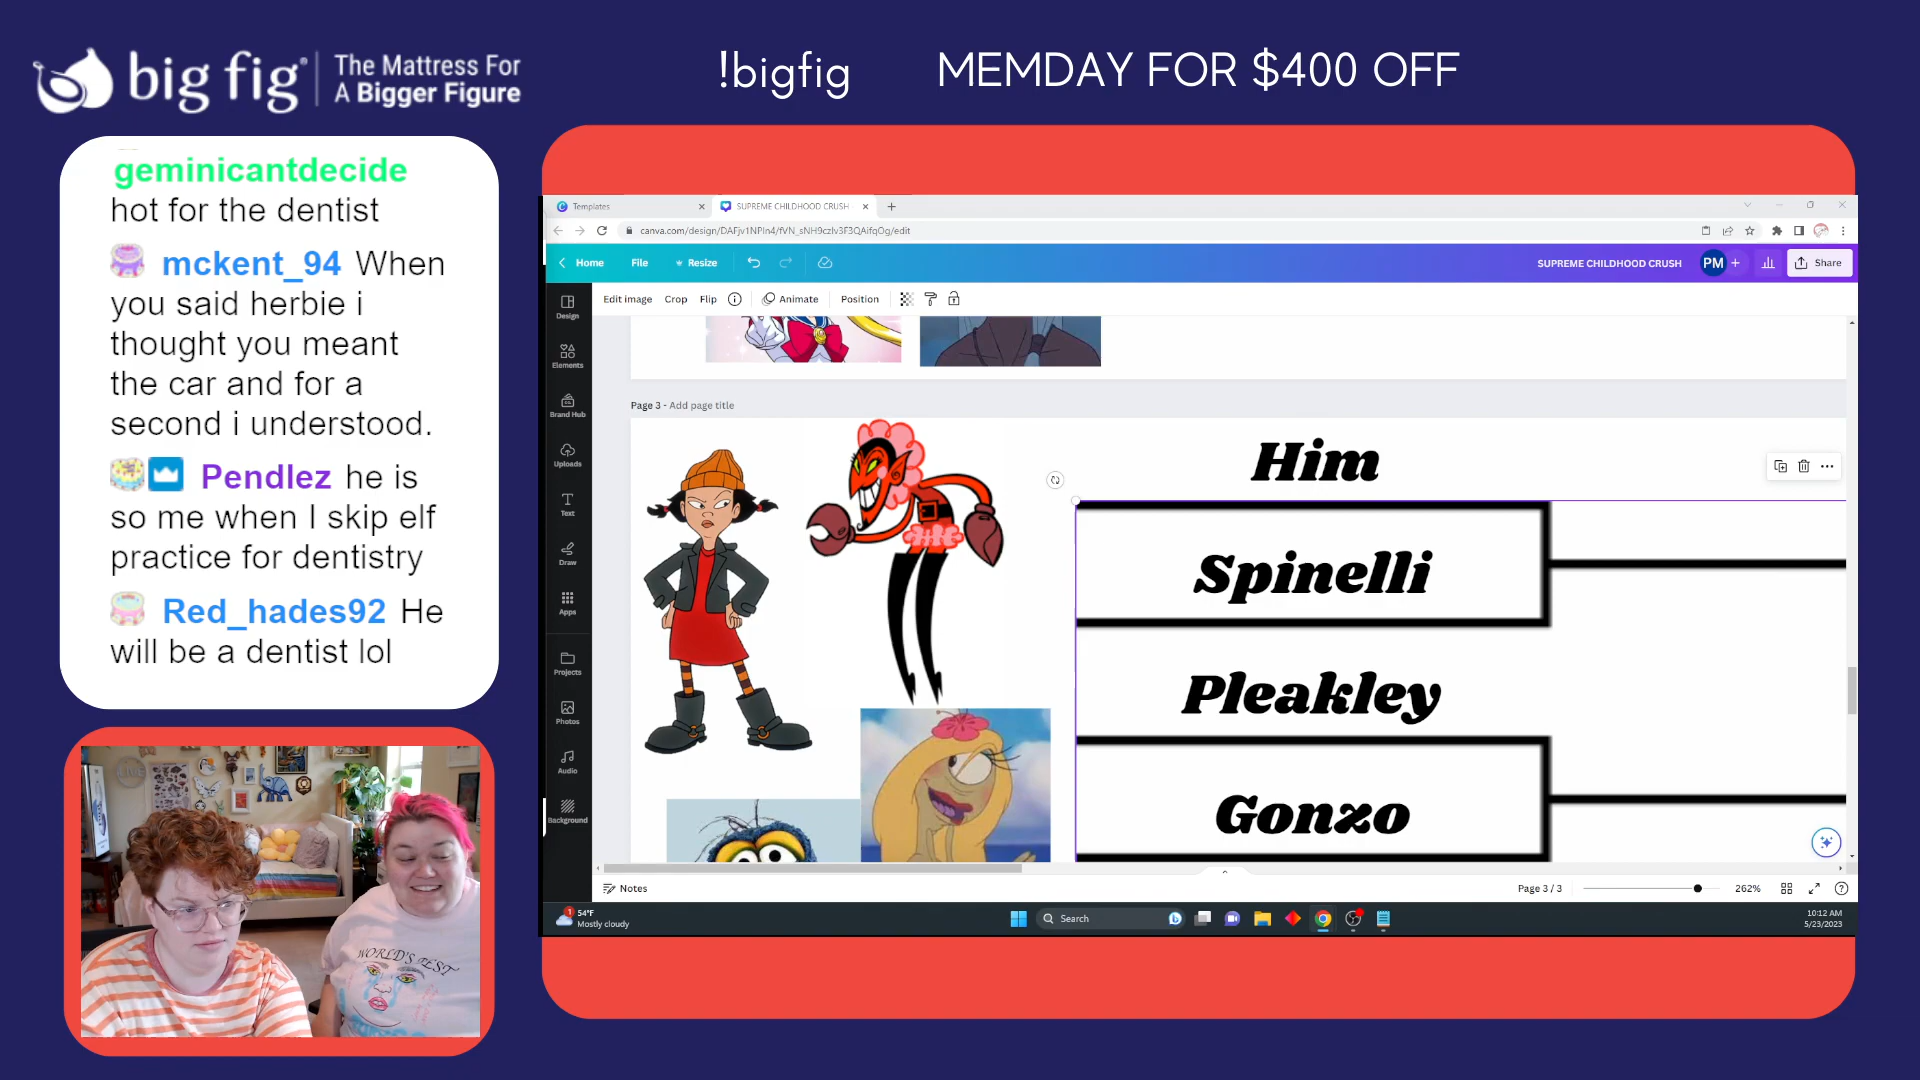 big fig
The Mattress For
A Bigger Figure
!bigfig
MEMDAY FOR $400 OFF
geminicantdecide
hot for the dentist
mckent_94 When
you said herbie i
thought you meant
the car and for a
second i understood.
Pendlez he is
so me when I skip elf
practice for dentistry
Red_hades92 He
will be a dentist lol
WORLD'S BEST
Templates
SUPREME CHILDHOOD CRUSH
canva.com/design/DAFjv1NPIn4/fVN_sNH9czIv3F3QAifqOg/edit
Home
File
Resize
SUPREME CHILDHOOD CRUSH
PM
Share
Edit image
Crop
Flip
Animate
Position
Design
Elements
Brand Hub
Uploads
Text
Draw
Apps
Projects
Photos
Audio
Background
Page 3 - Add page title
Him
Spinelli
Pleakley
Gonzo
Notes
Page 3 / 3
262%
1
54°F
Mostly cloudy
Search
10:12 AM
5/23/2023